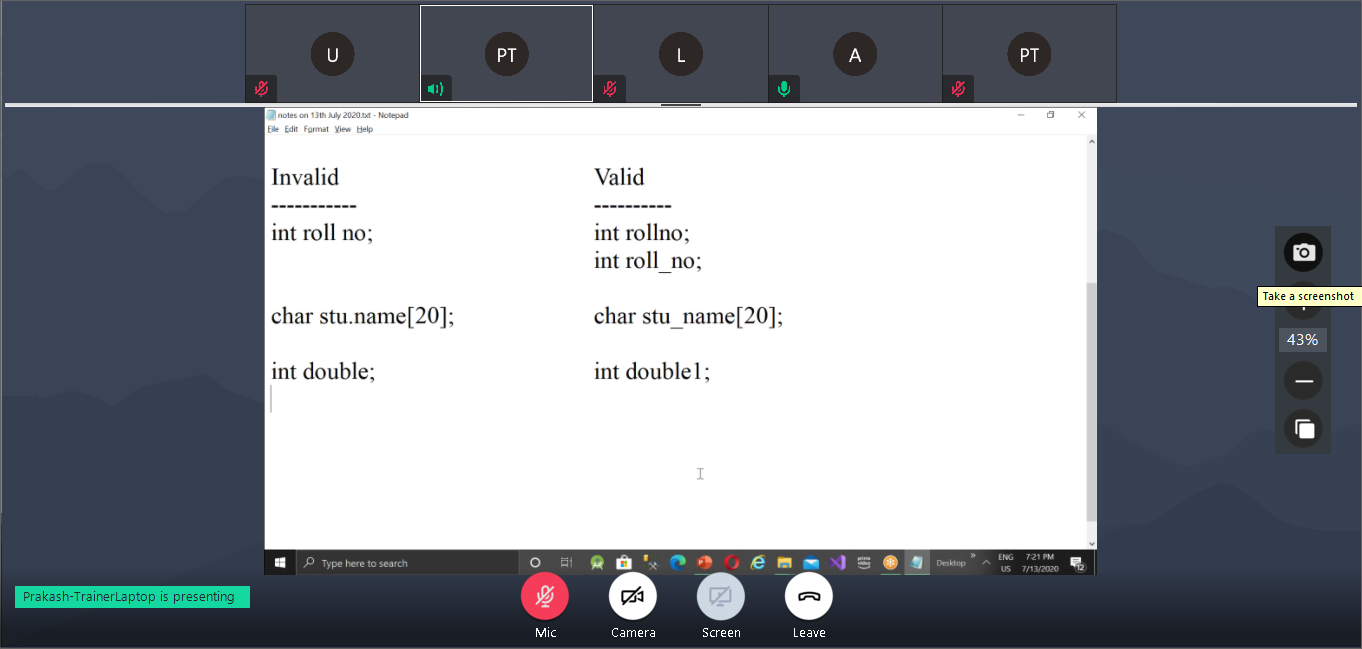 U PT L A PT
notes on 13th July 2020.txt - Notepad
File Edit Format View Help
Invalid Valid
----------- ----------
int roll no; int rollno;
int roll_no;
char stu.name[20]; char stu_name[20];
int double; int double1;
Take a screenshot
43%
Type here to search
Desktop
ENG 7:21 PM
US 7/13/2020
12
Prakash-TrainerLaptop is presenting
Mic Camera Screen Leave